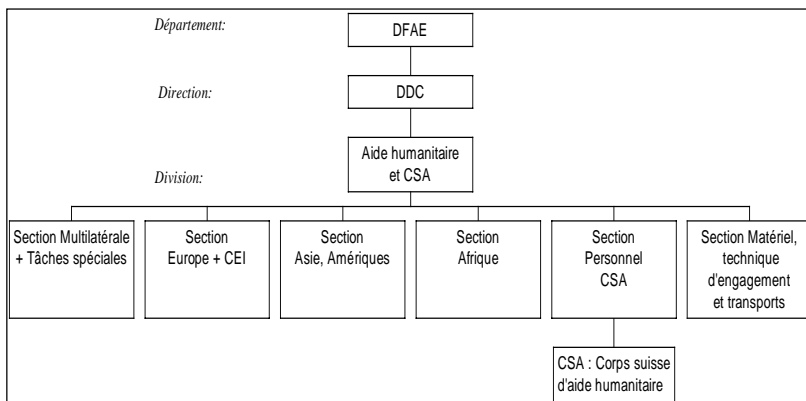 Département:
DFAE
Direction:
DDC
Aide humanitaire
et CSA
Division:
Section Multilatérale
+ Tâches spéciales
Section
Europe + CEI
Section
Asie, Amériques
Section
Afrique
Section
Personnel
CSA
Section Matériel,
technique
d'engagement
et transports
CSA : Corps suisse
d'aide humanitaire